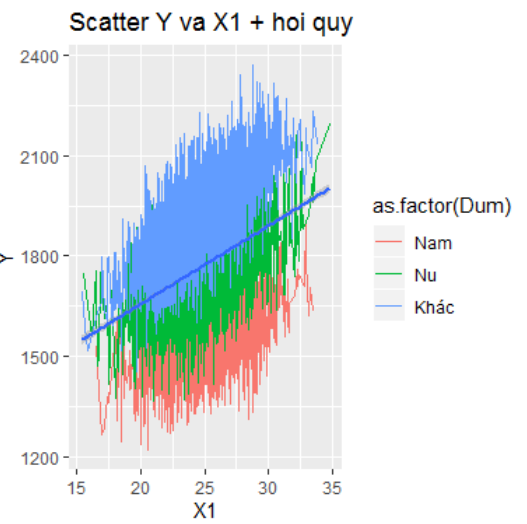 Scatter Y va X1 + hoi quy
2400
2100
1800
1500
1200
Y
15 20 25 30 35
X1
as.factor(Dum)
Nam
Nu
Khác